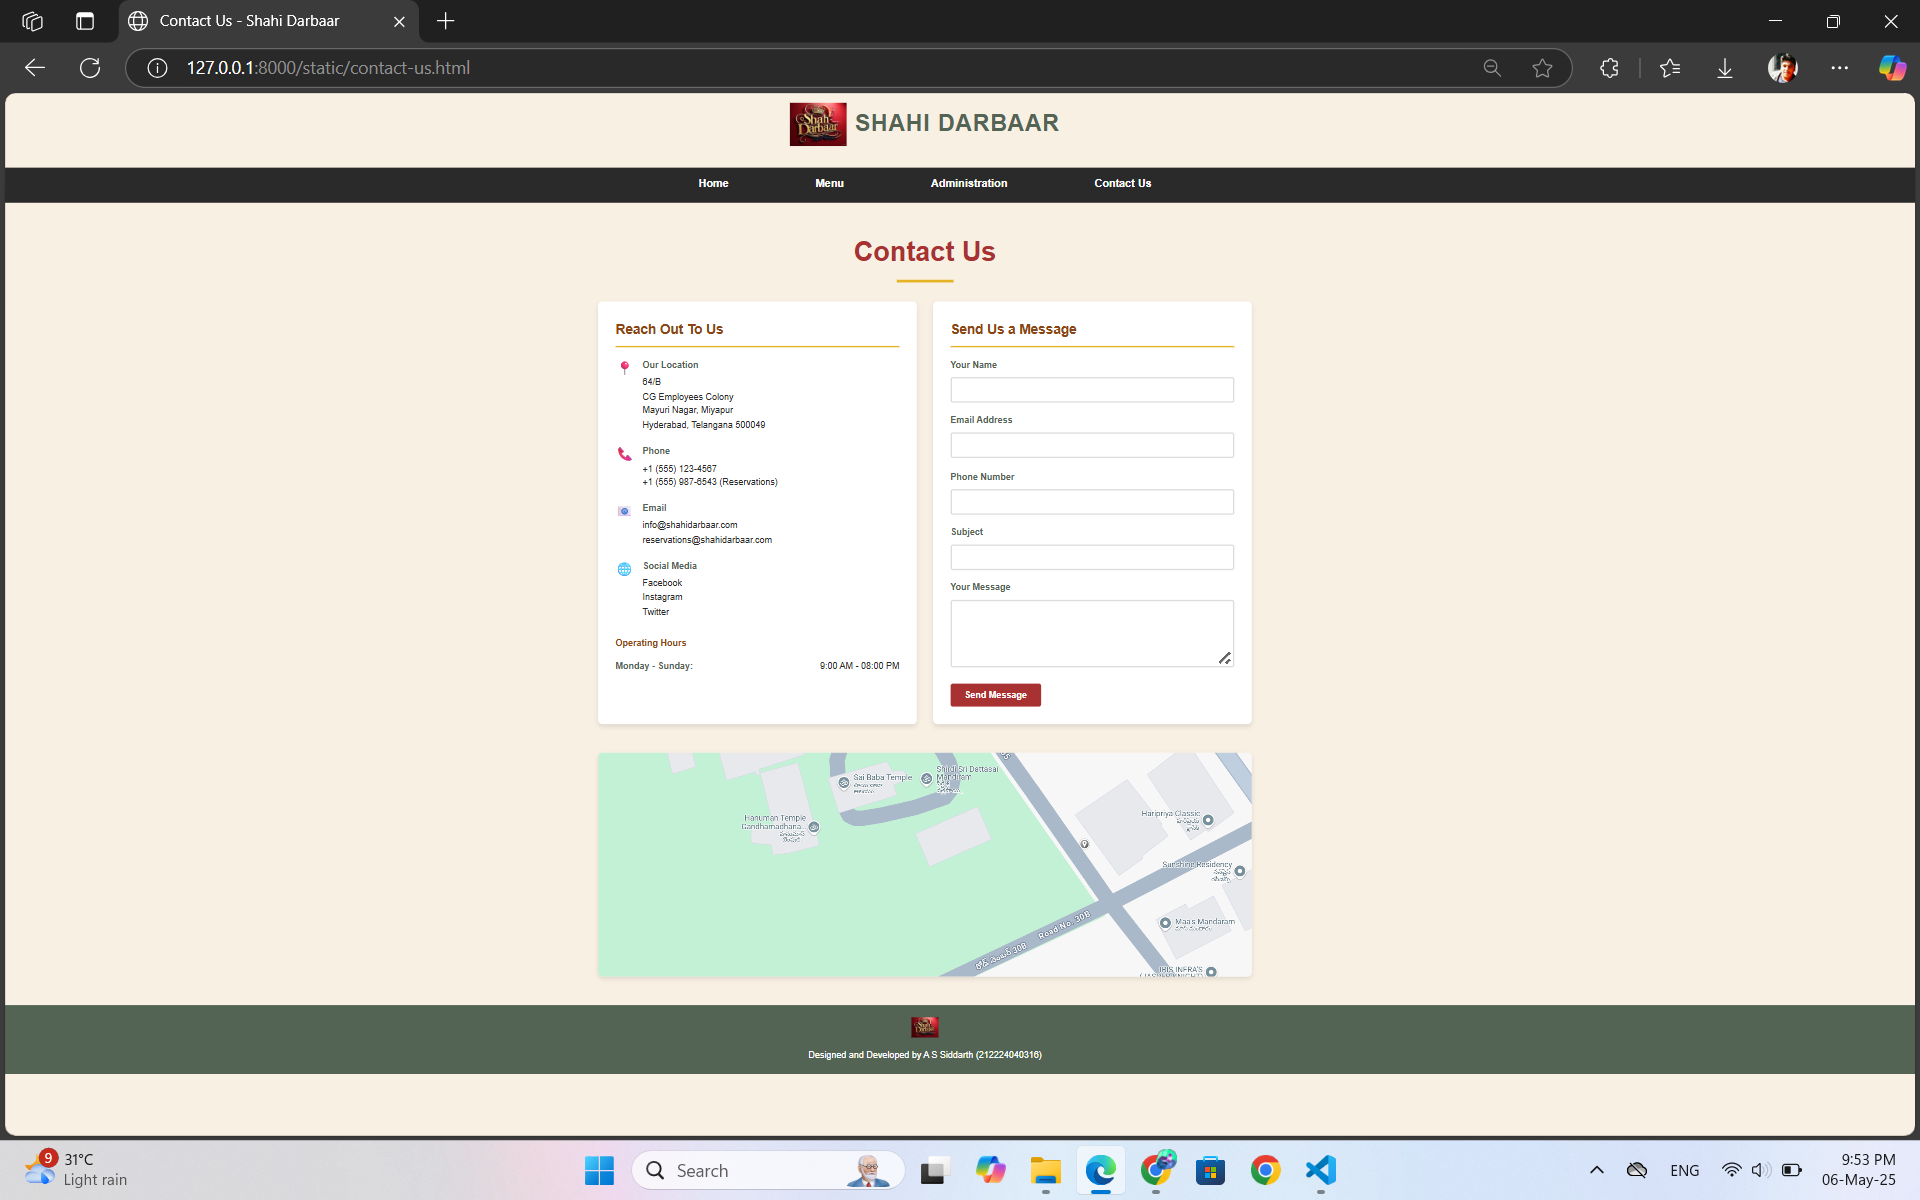 Contact Us - Shahi Darbaar
127.0.0.1:8000/static/contact-us.html
Shahi
Darbaar
SHAHI DARBAAR
Home
Menu
Administration
Contact Us
Contact Us
Reach Out To Us
Our Location
64/B
CG Employees Colony
Mayuri Nagar, Miyapur
Hyderabad, Telangana 500049
Phone
+1 (555) 123-4567
+1 (555) 987-6543 (Reservations)
Email
info@shahidarbaar.com
reservations@shahidarbaar.com
Social Media
Facebook
Instagram
Twitter
Operating Hours
Monday - Sunday:
9:00 AM - 08:00 PM
Send Us a Message
Your Name
Email Address
Phone Number
Subject
Your Message
Send Message
Sai Baba Temple
Shirdi Sri Dattasai
Mandiram
Hanuman Temple
Gandhamadhana...
Haripriya Classic
Sunshine Residency
Maa's Mandaram
Road No. 30B
IBIS INFRA'S
Designed and Developed by A S Siddarth (212224040316)
9
31°C
Light rain
Search
ENG
9:53 PM
06-May-25